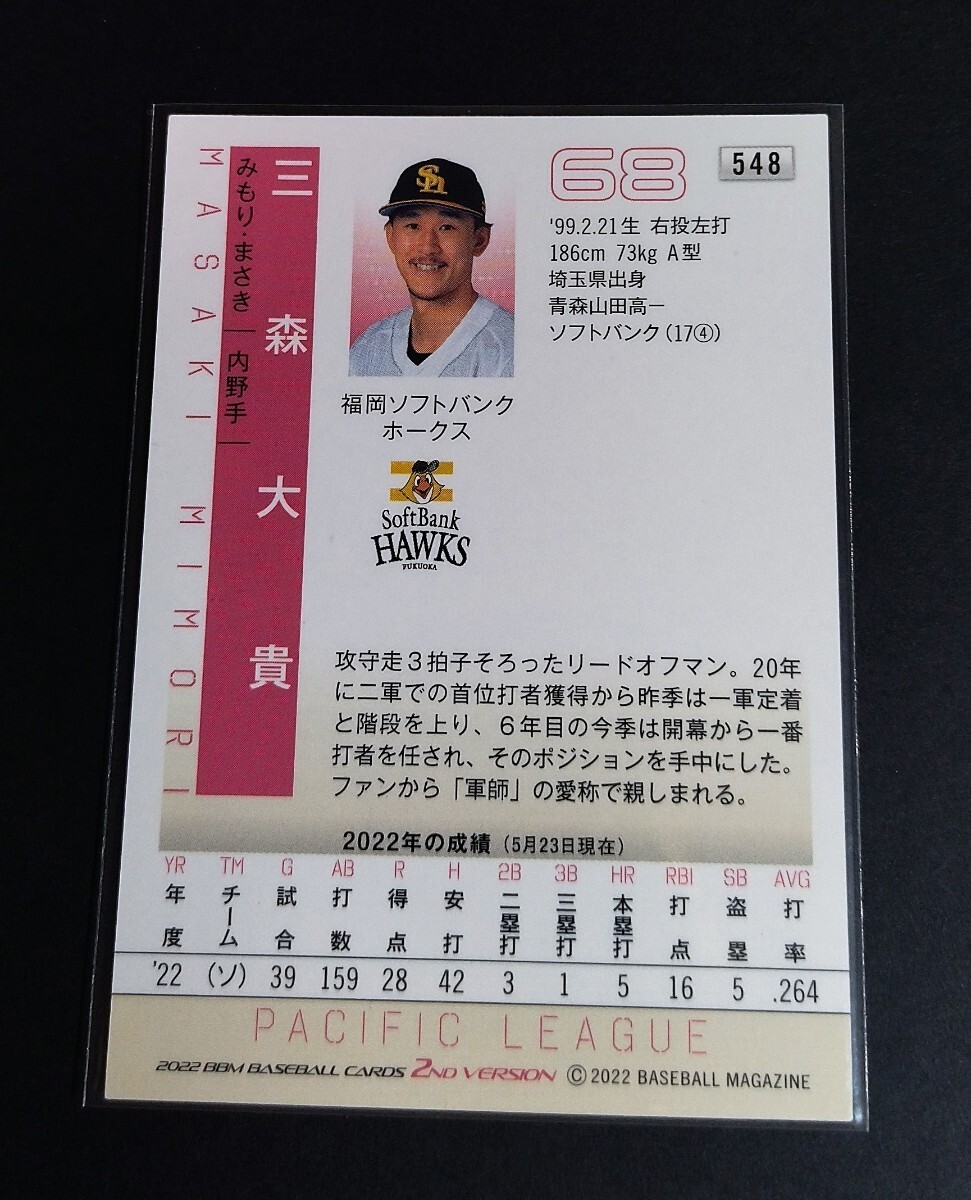 三森大貴
みもり・まさき｜内野手｜
MASAKI MIMORI
68
548
'99.2.21生 右投左打
186cm 73kg A型
埼玉県出身
青森山田高ー
ソフトバンク(17④)
福岡ソフトバンク
ホークス
SoftBank
HAWKS
FUKUOKA
攻守走3拍子そろったリードオフマン。20年
に二軍での首位打者獲得から昨季は一軍定着
と階段を上り、6年目の今季は開幕から一番
打者を任され、そのポジションを手中にした。
ファンから「軍師」の愛称で親しまれる。
2022年の成績（5月23日現在）
YR TM G AB R H 2B 3B HR RBI SB AVG
年度 チーム 試合 打数 得点 安打 二塁打 三塁打 本塁打 打点 盗塁 打率
'22 (ソ) 39 159 28 42 3 1 5 16 5 .264
PACIFIC LEAGUE
2022 BBM BASEBALL CARDS 2ND VERSION © 2022 BASEBALL MAGAZINE